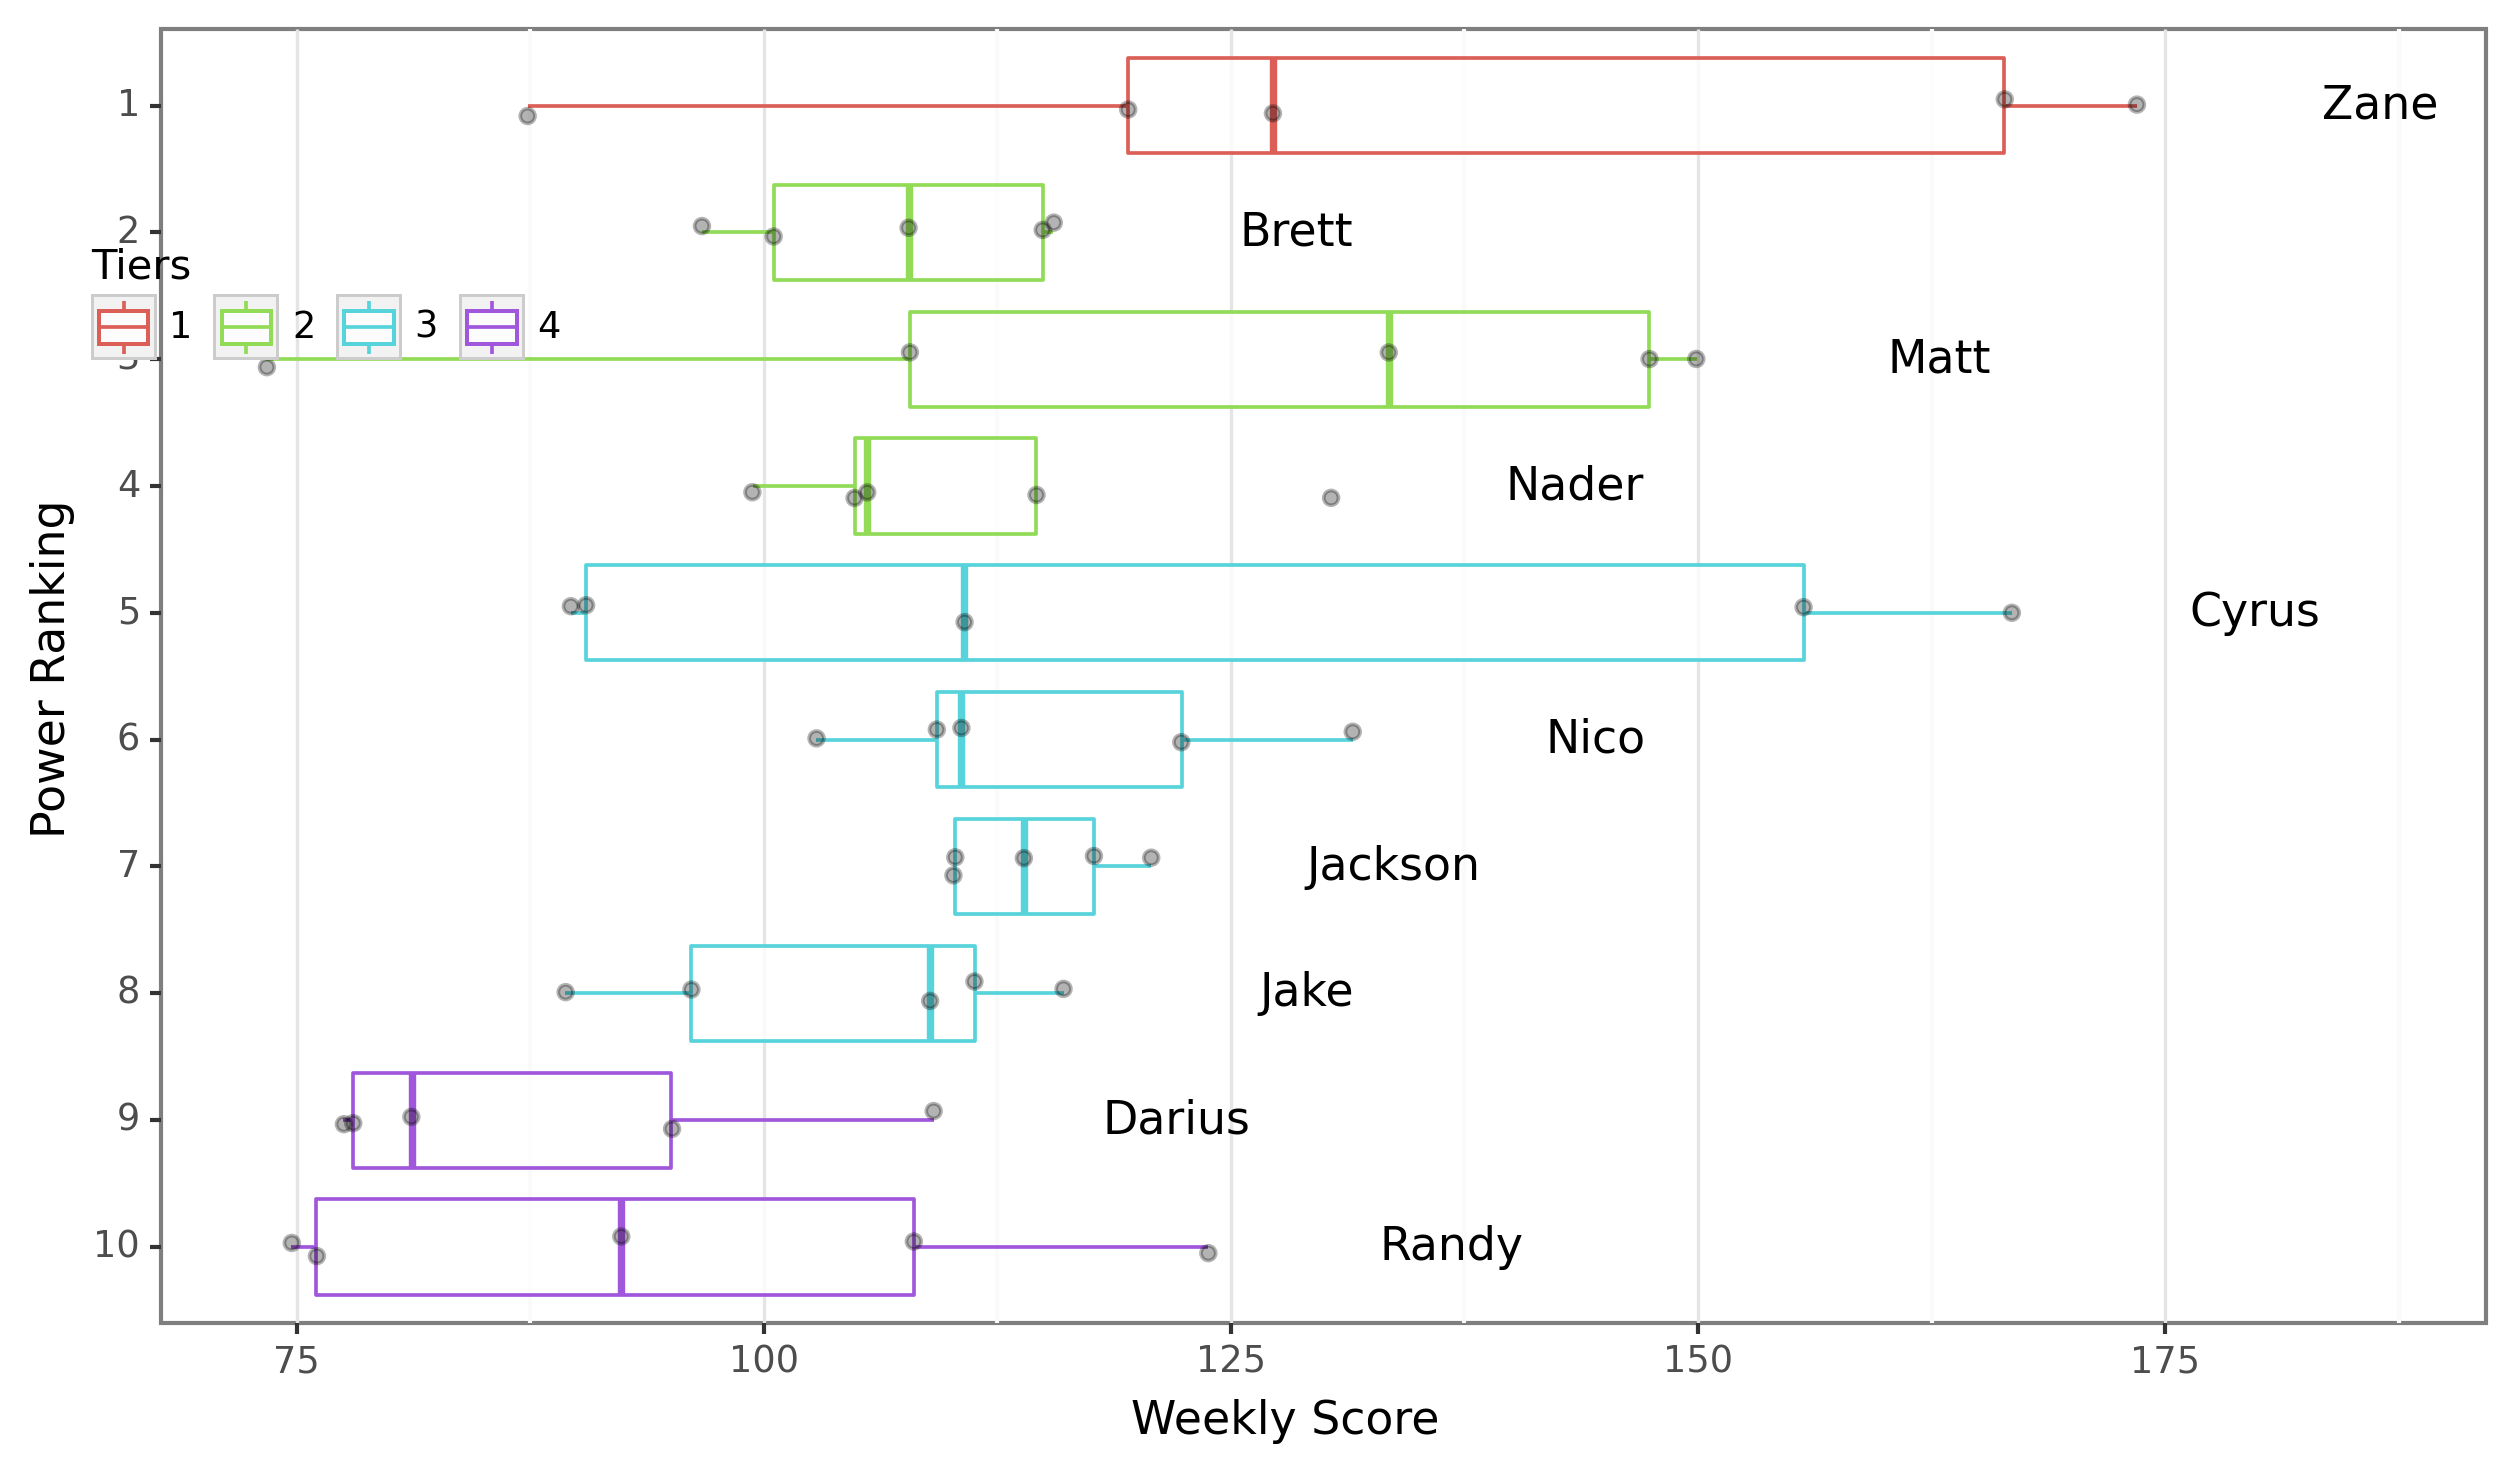 1
Zane
2
Brett
Tiers
1 2 3 4
Matt
4
Nader
5
Cyrus
6
Nico
7
Jackson
8
Jake
9
Darius
10
Randy
Power Ranking
75 100 125 150 175
Weekly Score